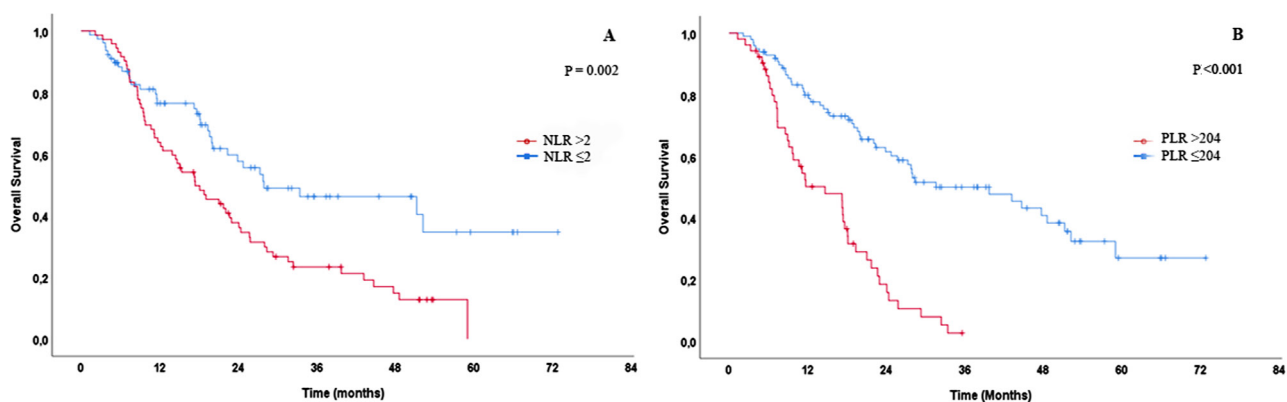 A
P = 0.002
NLR >2
NLR ≤2
Overall Survival
1,0
0,8
0,6
0,4
0,2
0,0
0 12 24 36 48 60 72 84
Time (months)
B
P <0.001
PLR >204
PLR ≤204
Overall Survival
1,0
0,8
0,6
0,4
0,2
0,0
0 12 24 36 48 60 72 84
Time (Months)